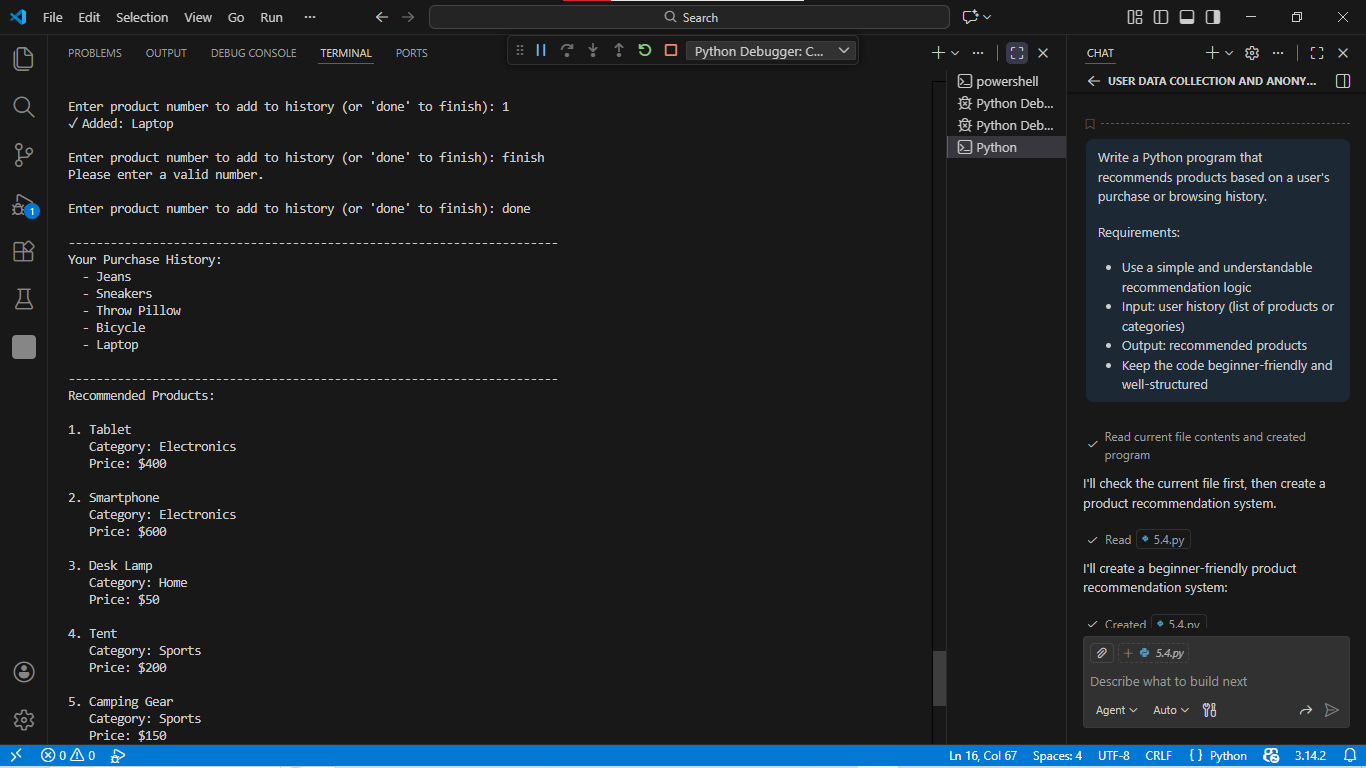 File Edit Selection View Go Run ··· Search
PROBLEMS OUTPUT DEBUG CONSOLE TERMINAL PORTS
Python Debugger: C...
Enter product number to add to history (or 'done' to finish): 1
✓ Added: Laptop
Enter product number to add to history (or 'done' to finish): finish
Please enter a valid number.
Enter product number to add to history (or 'done' to finish): done
----------------------------------------------------------------------
Your Purchase History:
- Jeans
- Sneakers
- Throw Pillow
- Bicycle
- Laptop
----------------------------------------------------------------------
Recommended Products:
1. Tablet
Category: Electronics
Price: $400
2. Smartphone
Category: Electronics
Price: $600
3. Desk Lamp
Category: Home
Price: $50
4. Tent
Category: Sports
Price: $200
5. Camping Gear
Category: Sports
Price: $150
powershell
Python Deb...
Python Deb...
Python
CHAT
USER DATA COLLECTION AND ANONY...
Write a Python program that
recommends products based on a user's
purchase or browsing history.
Requirements:
• Use a simple and understandable
recommendation logic
• Input: user history (list of products or
categories)
• Output: recommended products
• Keep the code beginner-friendly and
well-structured
Read current file contents and created
program
I'll check the current file first, then create a
product recommendation system.
Read 5.4.py
I'll create a beginner-friendly product
recommendation system:
Created 5.4.py
5.4.py
Describe what to build next
Agent Auto
1
0 0 Ln 16, Col 67 Spaces: 4 UTF-8 CRLF { } Python 3.14.2